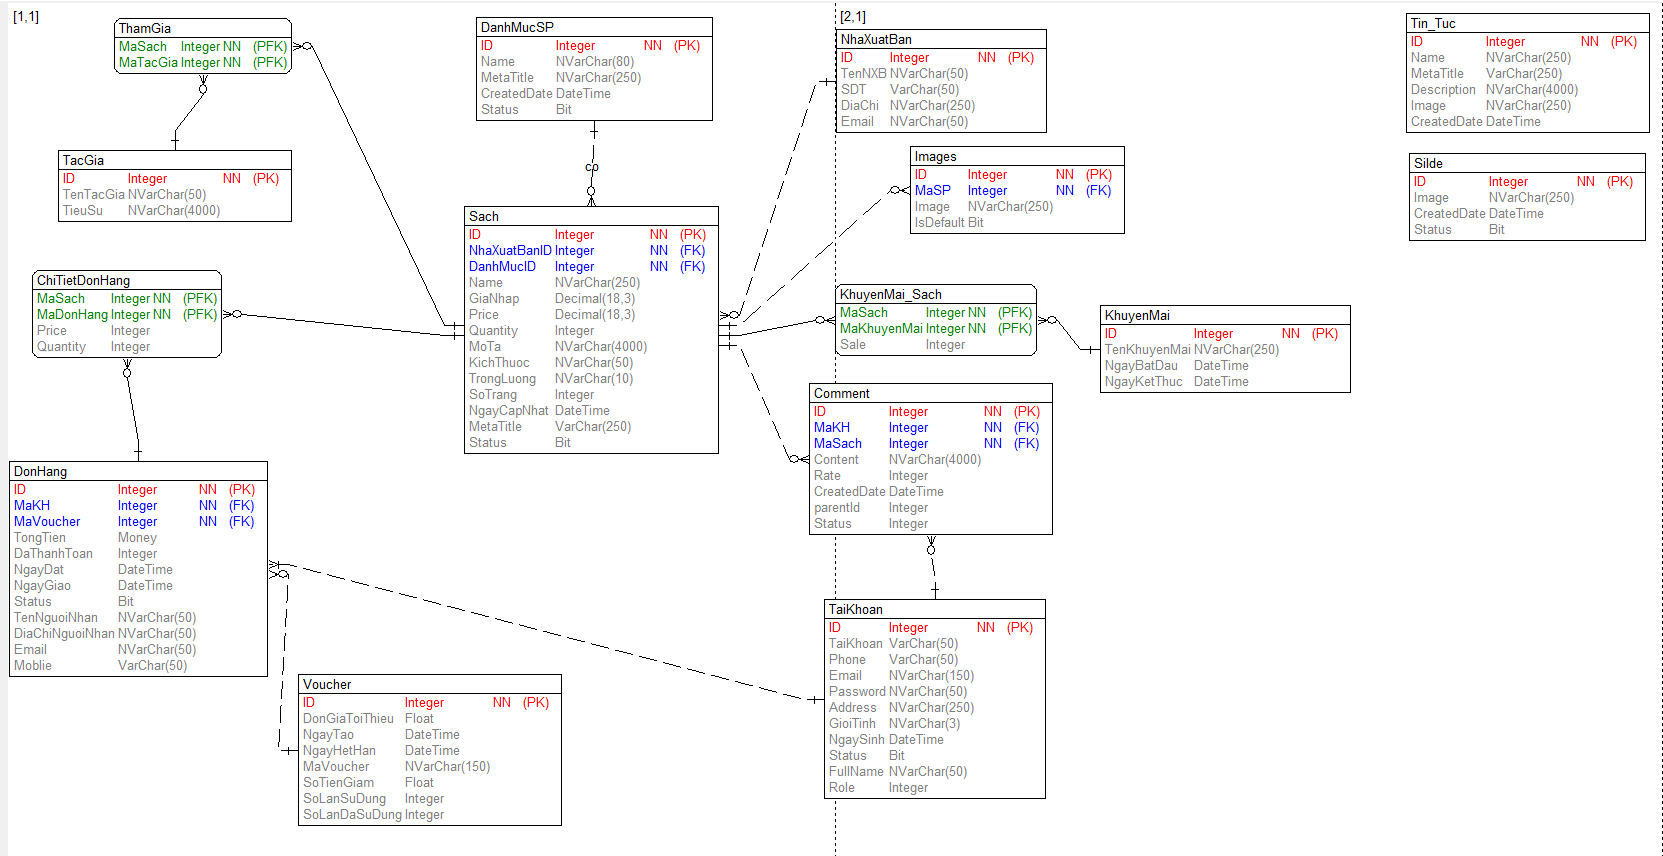 [1,1]
ThamGia
MaSach Integer NN (PFK)
MaTacGia Integer NN (PFK)
TacGia
ID Integer NN (PK)
TenTacGia NVarChar(50)
TieuSu NVarChar(4000)
DanhMucSP
ID Integer NN (PK)
Name NVarChar(80)
MetaTitle NVarChar(250)
CreatedDate DateTime
Status Bit
co
Sach
ID Integer NN (PK)
NhaXuatBanID Integer NN (FK)
DanhMucID Integer NN (FK)
Name NVarChar(250)
GiaNhap Decimal(18,3)
Price Decimal(18,3)
Quantity Integer
MoTa NVarChar(4000)
KichThuoc NVarChar(50)
TrongLuong NVarChar(10)
SoTrang Integer
NgayCapNhat DateTime
MetaTitle VarChar(250)
Status Bit
ChiTietDonHang
MaSach Integer NN (PFK)
MaDonHang Integer NN (PFK)
Price Integer
Quantity Integer
DonHang
ID Integer NN (PK)
MaKH Integer NN (FK)
MaVoucher Integer NN (FK)
TongTien Money
DaThanhToan Integer
NgayDat DateTime
NgayGiao DateTime
Status Bit
TenNguoiNhan NVarChar(50)
DiaChiNguoiNhan NVarChar(50)
Email NVarChar(50)
Moblie VarChar(50)
Voucher
ID Integer NN (PK)
DonGiaToiThieu Float
NgayTao DateTime
NgayHetHan DateTime
MaVoucher NVarChar(150)
SoTienGiam Float
SoLanSuDung Integer
SoLanDaSuDung Integer
[2,1]
NhaXuatBan
ID Integer NN (PK)
TenNXB NVarChar(50)
SDT VarChar(50)
DiaChi NVarChar(250)
Email NVarChar(50)
Images
ID Integer NN (PK)
MaSP Integer NN (FK)
Image NVarChar(250)
IsDefault Bit
KhuyenMai_Sach
MaSach Integer NN (PFK)
MaKhuyenMai Integer NN (PFK)
Sale Integer
KhuyenMai
ID Integer NN (PK)
TenKhuyenMai NVarChar(250)
NgayBatDau DateTime
NgayKetThuc DateTime
Comment
ID Integer NN (PK)
MaKH Integer NN (FK)
MaSach Integer NN (FK)
Content NVarChar(4000)
Rate Integer
CreatedDate DateTime
parentId Integer
Status Integer
TaiKhoan
ID Integer NN (PK)
TaiKhoan VarChar(50)
Phone VarChar(50)
Email NVarChar(150)
Password NVarChar(50)
Address NVarChar(250)
GioiTinh NVarChar(3)
NgaySinh DateTime
Status Bit
FullName NVarChar(50)
Role Integer
Tin_Tuc
ID Integer NN (PK)
Name NVarChar(250)
MetaTitle VarChar(250)
Description NVarChar(4000)
Image NVarChar(250)
CreatedDate DateTime
Silde
ID Integer NN (PK)
Image NVarChar(250)
CreatedDate DateTime
Status Bit